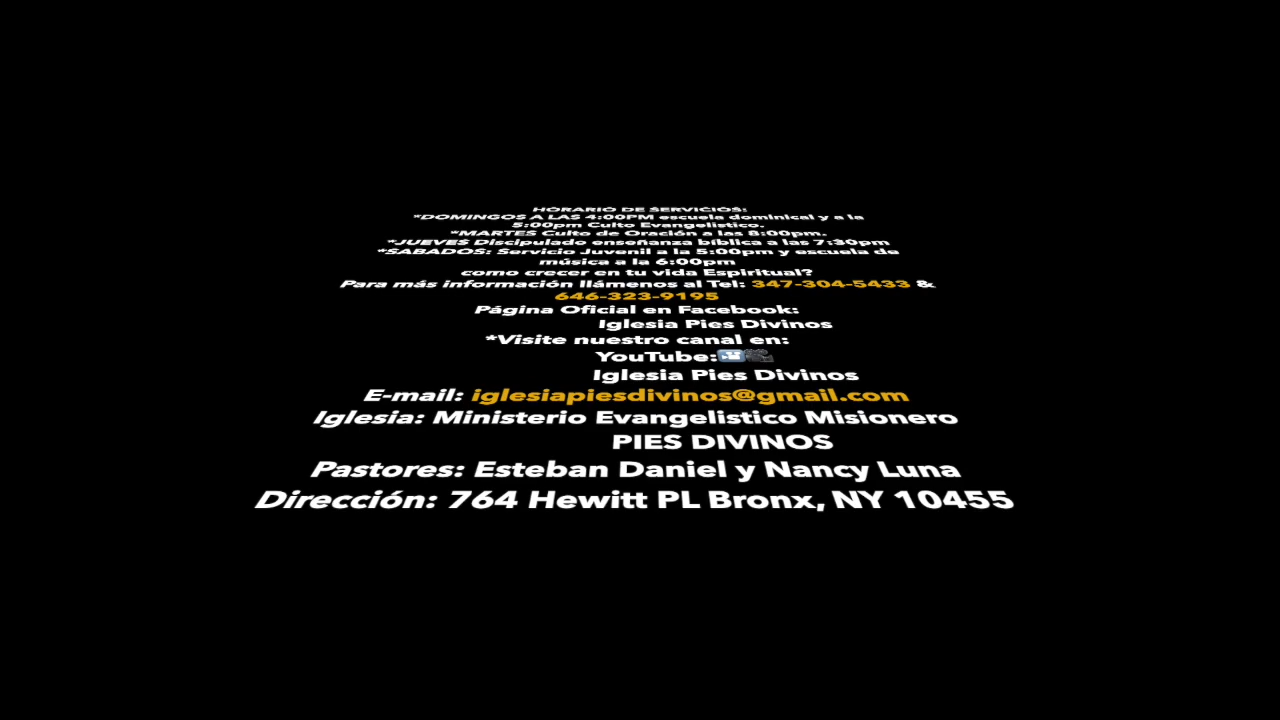 HORARIO DE SERVICIOS:
*DOMINGOS A LAS 4:00PM escuela dominical y a la
5:00pm Culto Evangelistico.
*MARTES Culto de Oración a las 8:00pm.
*JUEVES Discipulado enseñanza bíblica a las 7:30pm
*SABADOS: Servicio Juvenil a la 5:00pm y escuela de
música a la 6:00pm
como crecer en tu vida Espiritual?
Para más información llámenos al Tel: 347-304-5433 &
646-323-9195
Página Oficial en Facebook:
Iglesia Pies Divinos
*Visite nuestro canal en:
YouTube:🎦🎥
Iglesia Pies Divinos
E-mail: iglesiapiesdivinos@gmail.com
Iglesia: Ministerio Evangelistico Misionero
PIES DIVINOS
Pastores: Esteban Daniel y Nancy Luna
Dirección: 764 Hewitt PL Bronx, NY 10455